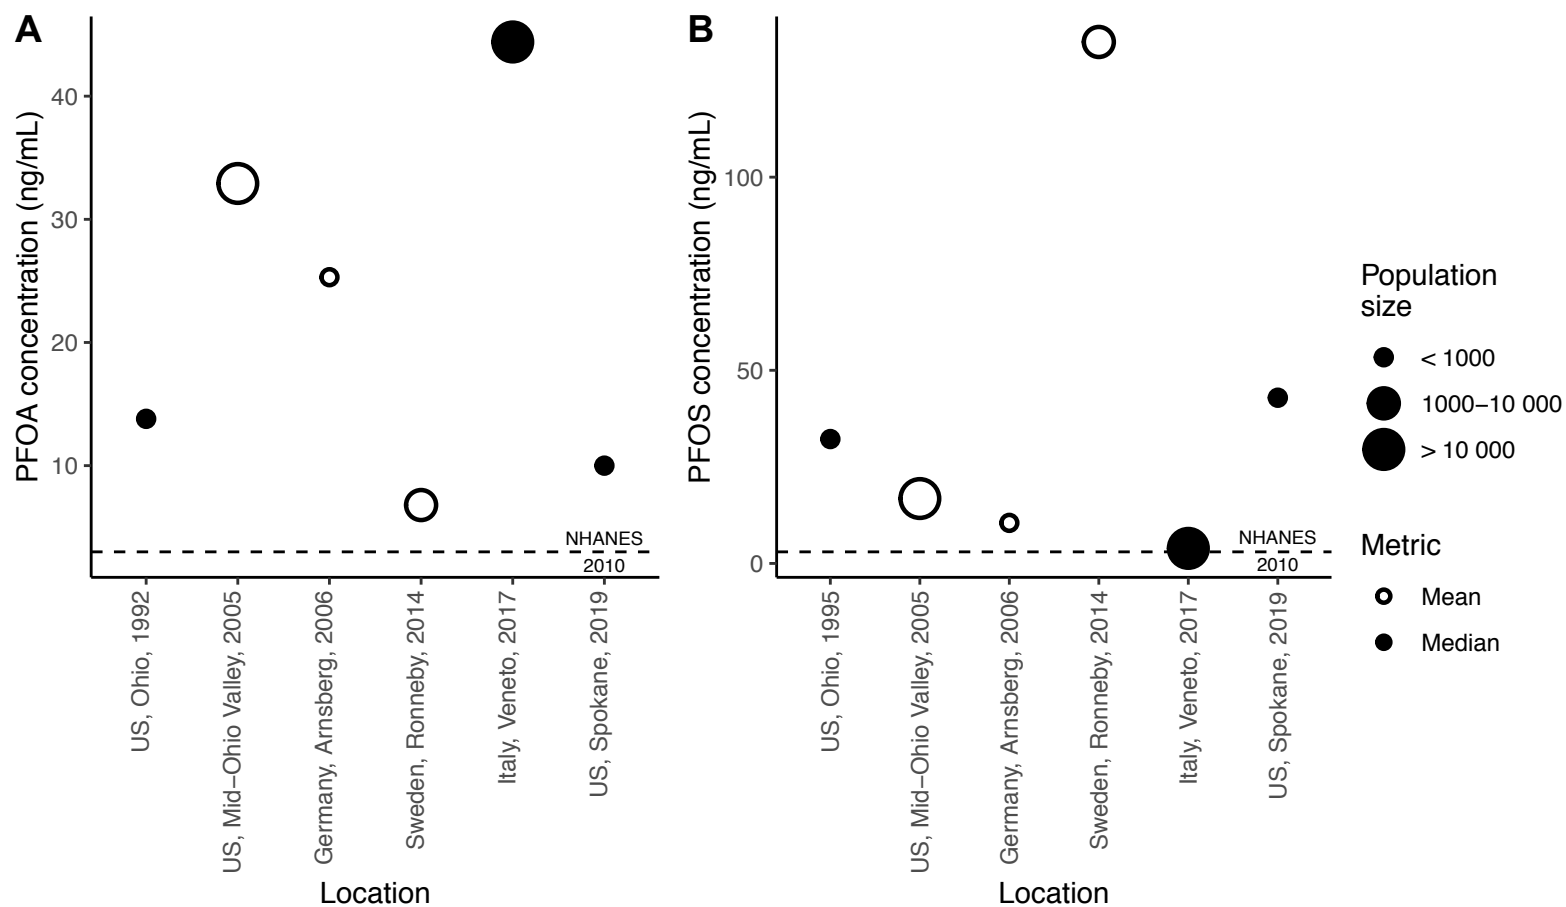 A
PFOA concentration (ng/mL)
40
30
20
10
NHANES
2010
US, Ohio, 1992
US, Mid−Ohio Valley, 2005
Germany, Arnsberg, 2006
Sweden, Ronneby, 2014
Italy, Veneto, 2017
US, Spokane, 2019
Location
B
PFOS concentration (ng/mL)
100
50
0
NHANES
2010
US, Ohio, 1995
US, Mid−Ohio Valley, 2005
Germany, Arnsberg, 2006
Sweden, Ronneby, 2014
Italy, Veneto, 2017
US, Spokane, 2019
Location
Population
size
< 1000
1000−10 000
> 10 000
Metric
Mean
Median